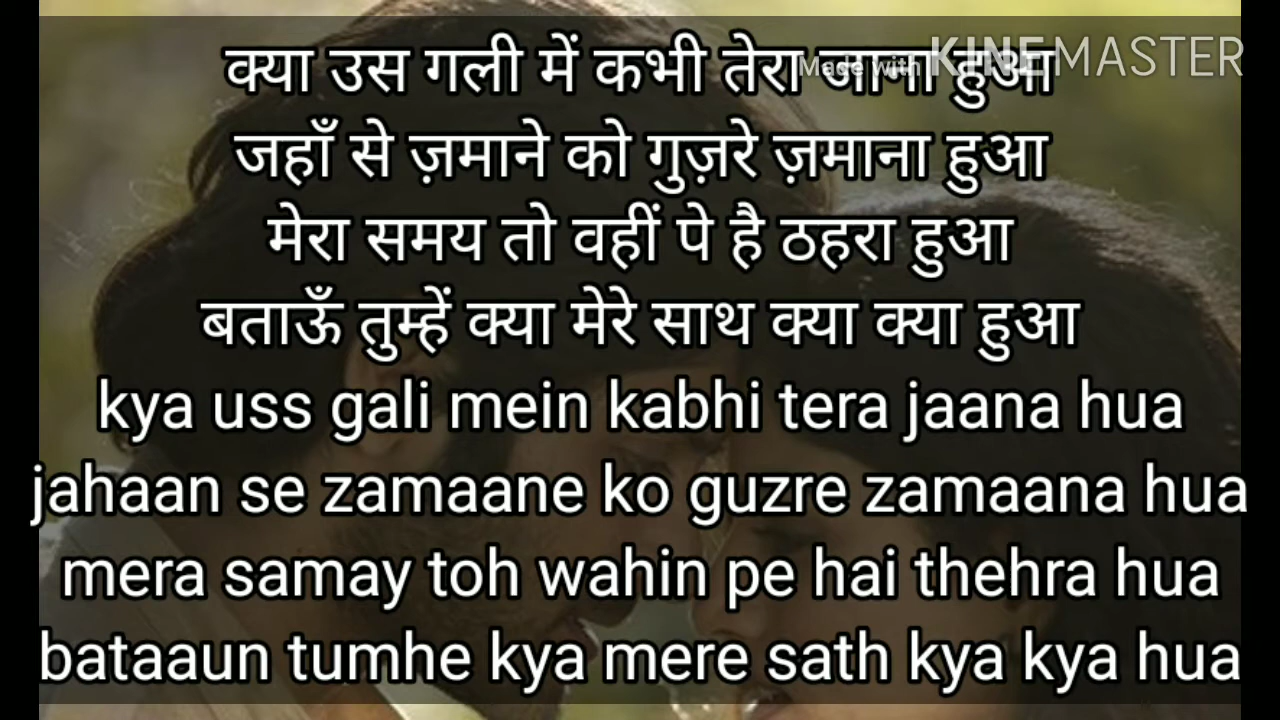 क्या उस गली में कभी तेरा जाना हुआ
Made with KINEMASTER
जहाँ से ज़माने को गुज़रे ज़माना हुआ
मेरा समय तो वहीं पे है ठहरा हुआ
बताऊँ तुम्हें क्या मेरे साथ क्या क्या हुआ
kya uss gali mein kabhi tera jaana hua
jahaan se zamaane ko guzre zamaana hua
mera samay toh wahin pe hai thehra hua
bataaun tumhe kya mere sath kya kya hua